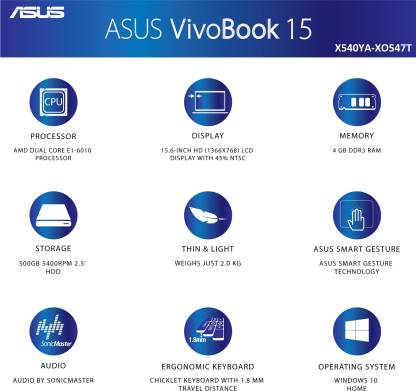 ASUS
ASUS VivoBook 15
X540YA-XO547T
CPU
PROCESSOR
AMD DUAL CORE E1-6010
PROCESSOR
DISPLAY
15.6-INCH HD (1366X768) LCD
DISPLAY WITH 45% NTSC
MEMORY
4 GB DDR3 RAM
STORAGE
500GB 5400RPM 2.5'
HDD
THIN & LIGHT
WEIGHS JUST 2.0 KG
ASUS SMART GESTURE
ASUS SMART GESTURE
TECHNOLOGY
SonicMaster
AUDIO
AUDIO BY SONICMASTER
1.8mm
ERGONOMIC KEYBOARD
CHICKLET KEYBOARD WITH 1.8 MM
TRAVEL DISTANCE
OPERATING SYSTEM
WINDOWS 10
HOME